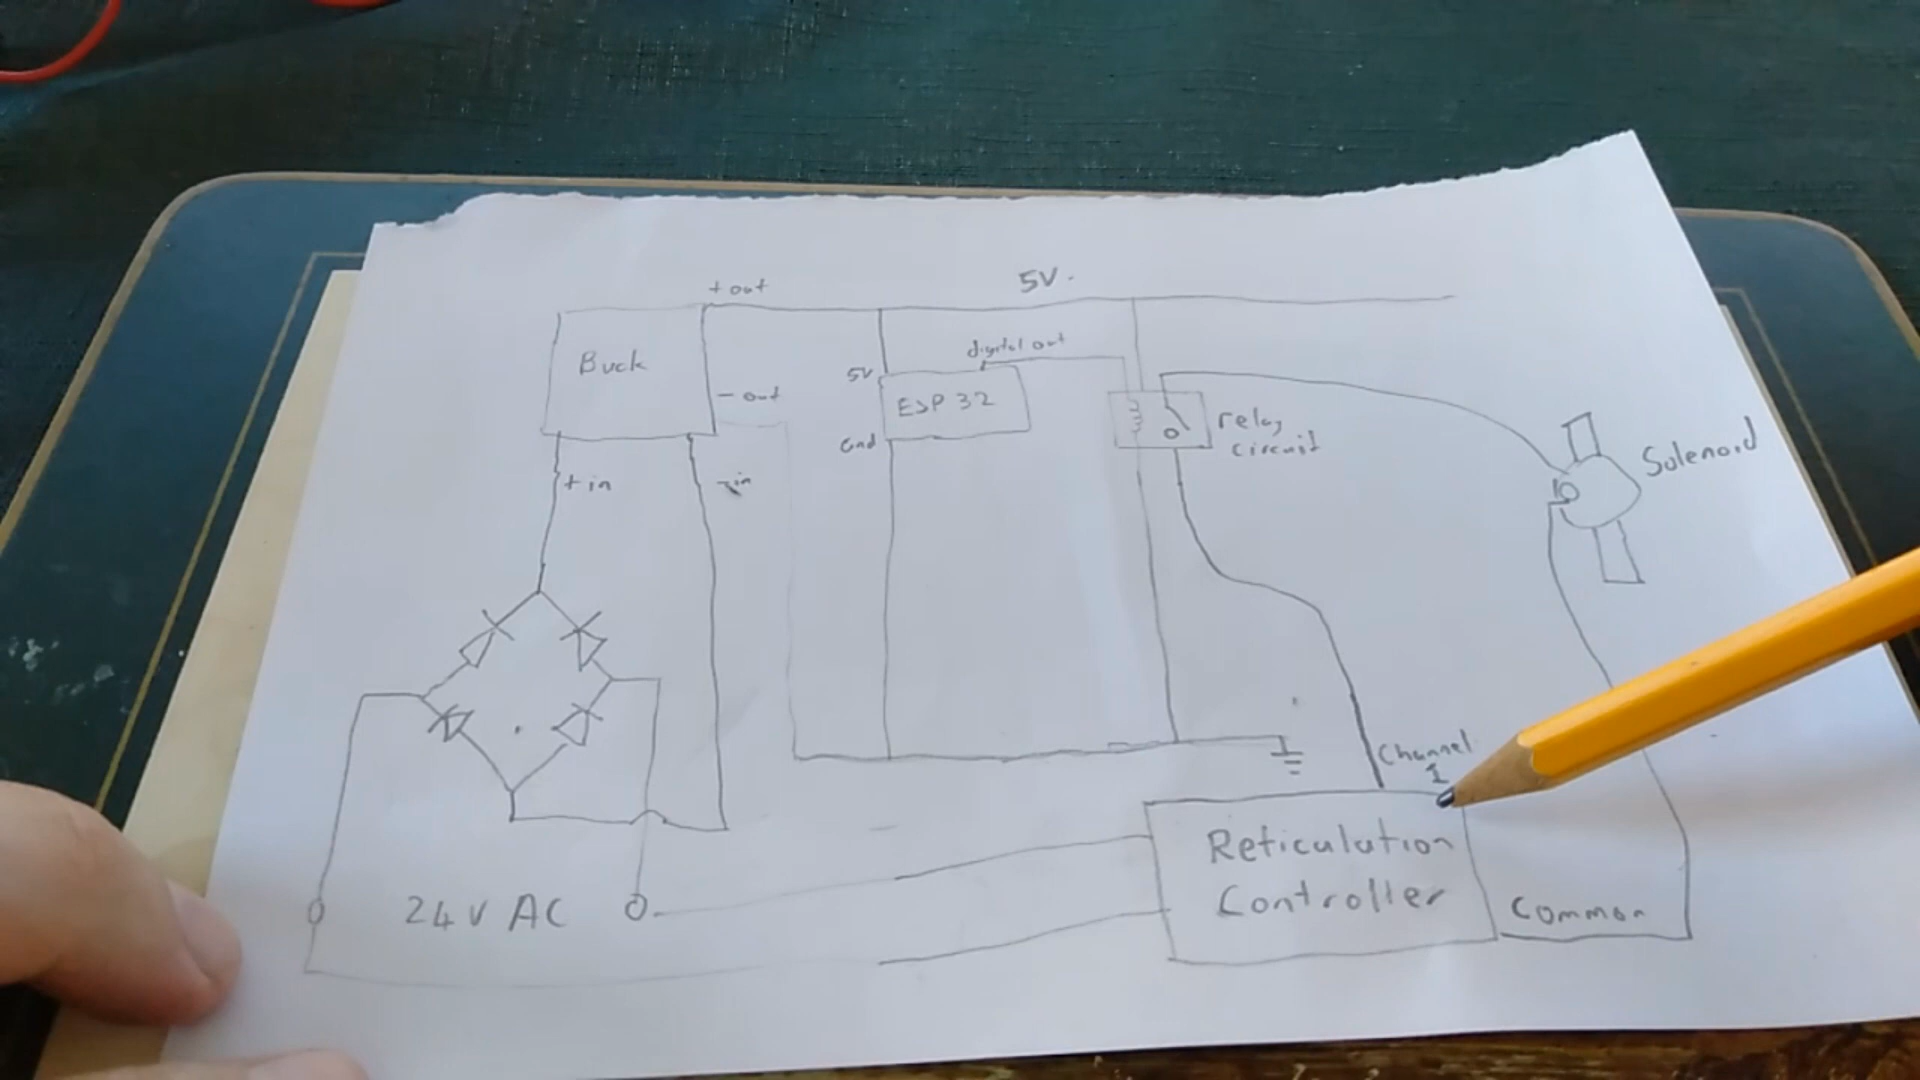 + out
5V.
Buck
digital out
- out
5V
ESP 32
Gnd
relay
circuit
Solenoid
+ in
- in
Channel
1
Reticulation
Controller
24V AC
Common